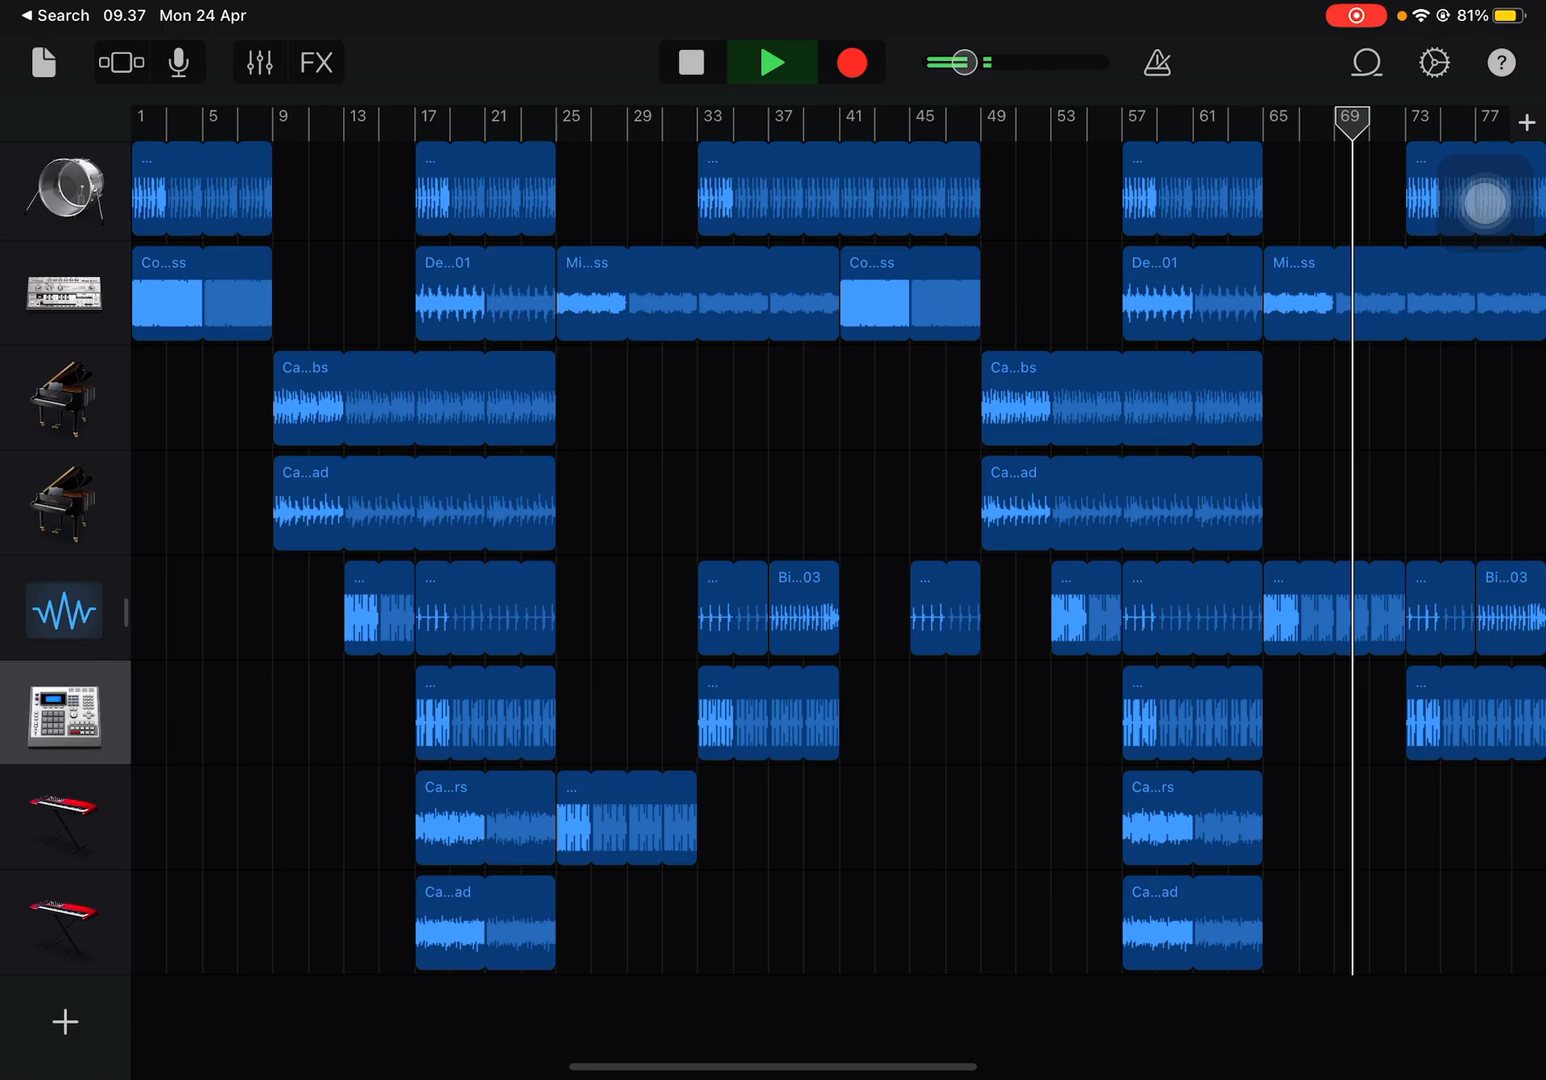 ◀ Search 09.37 Mon 24 Apr 81%
FX ?
1 5 9 13 17 21 25 29 33 37 41 45 49 53 57 61 65 69 73 77 +
... ... ... ... ...
Co...ss De...01 Mi...ss Co...ss De...01 Mi...ss
Ca...bs Ca...bs
Ca...ad Ca...ad
... ... ... Bi...03 ... ... ... ... ... Bi...03
... ... ... ...
Ca...rs ... Ca...rs
Ca...ad Ca...ad
+